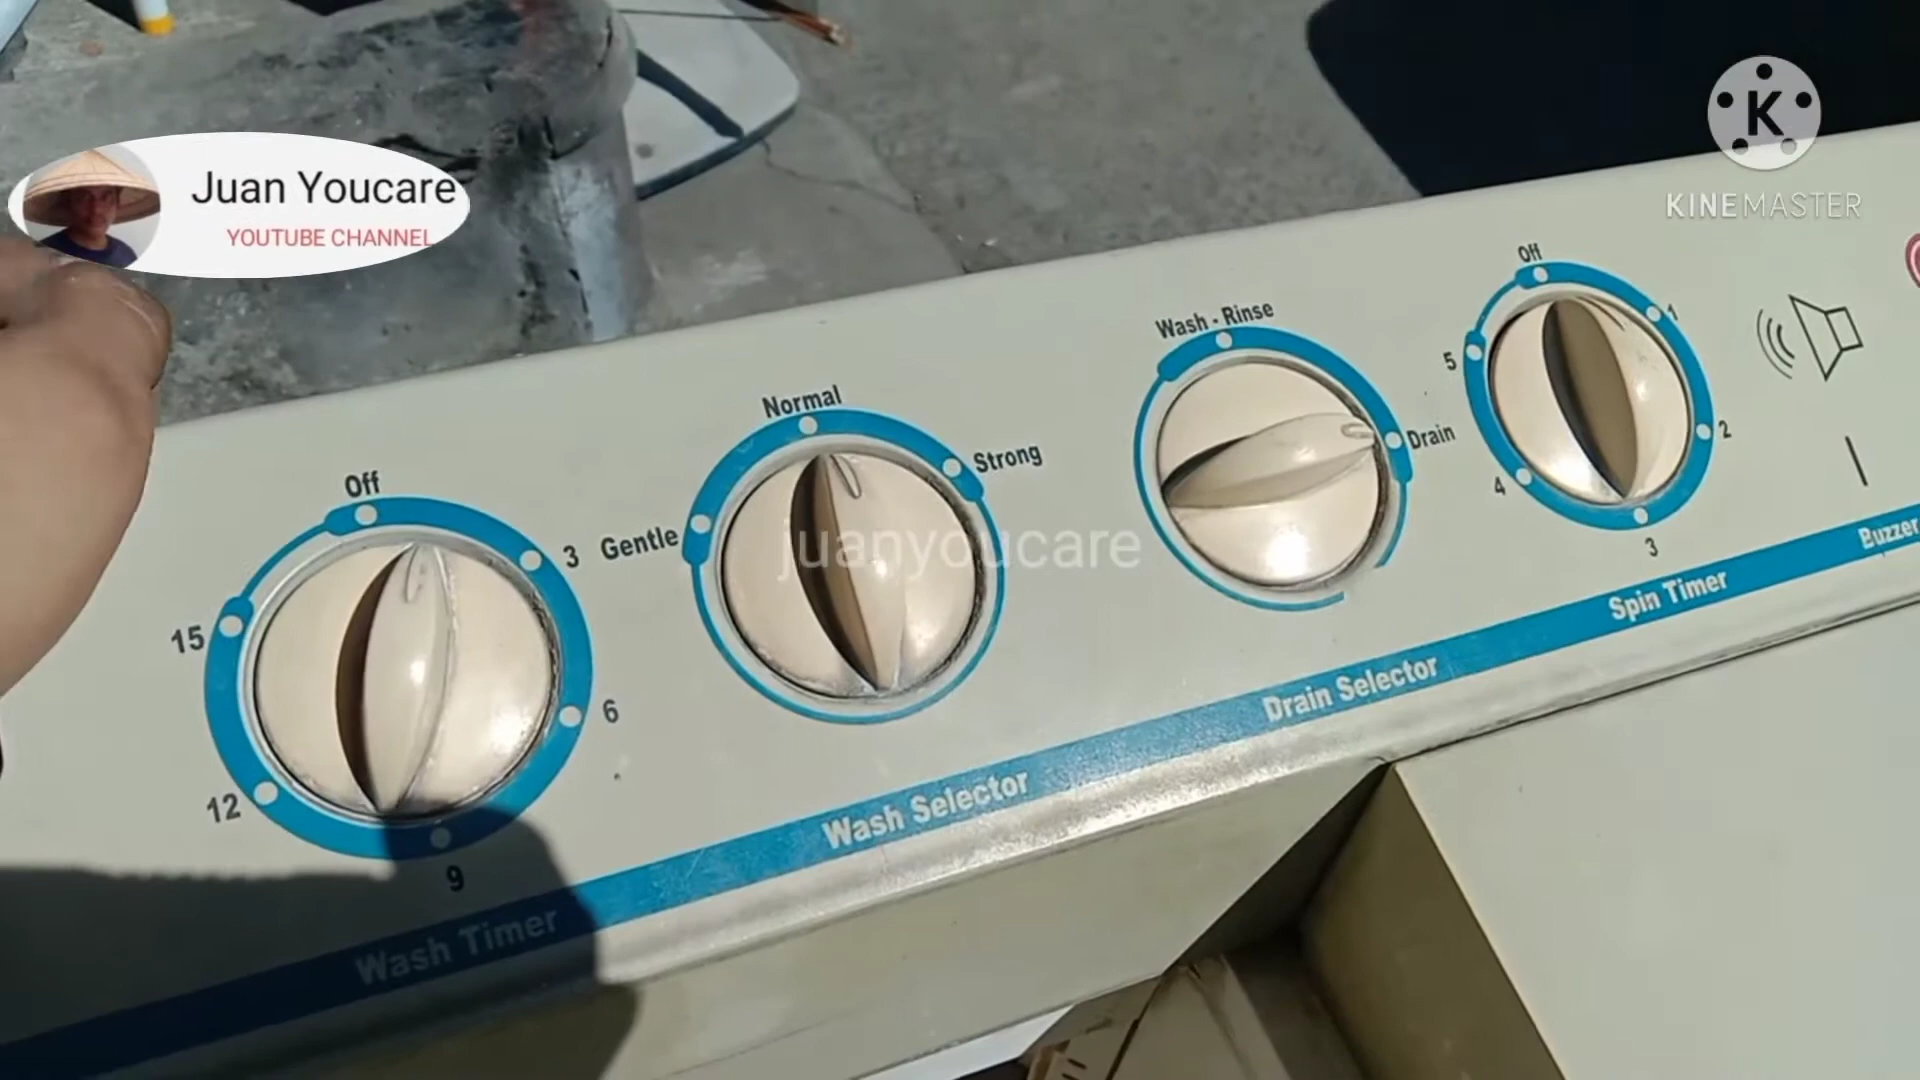 Juan Youcare
YOUTUBE CHANNEL
K
KINEMASTER
Off
3
6
9
12
15
Wash Timer
Gentle
Normal
Strong
Wash Selector
juanyoucare
Wash - Rinse
Drain
Drain Selector
Off
1
2
3
4
5
Spin Timer
Buzzer